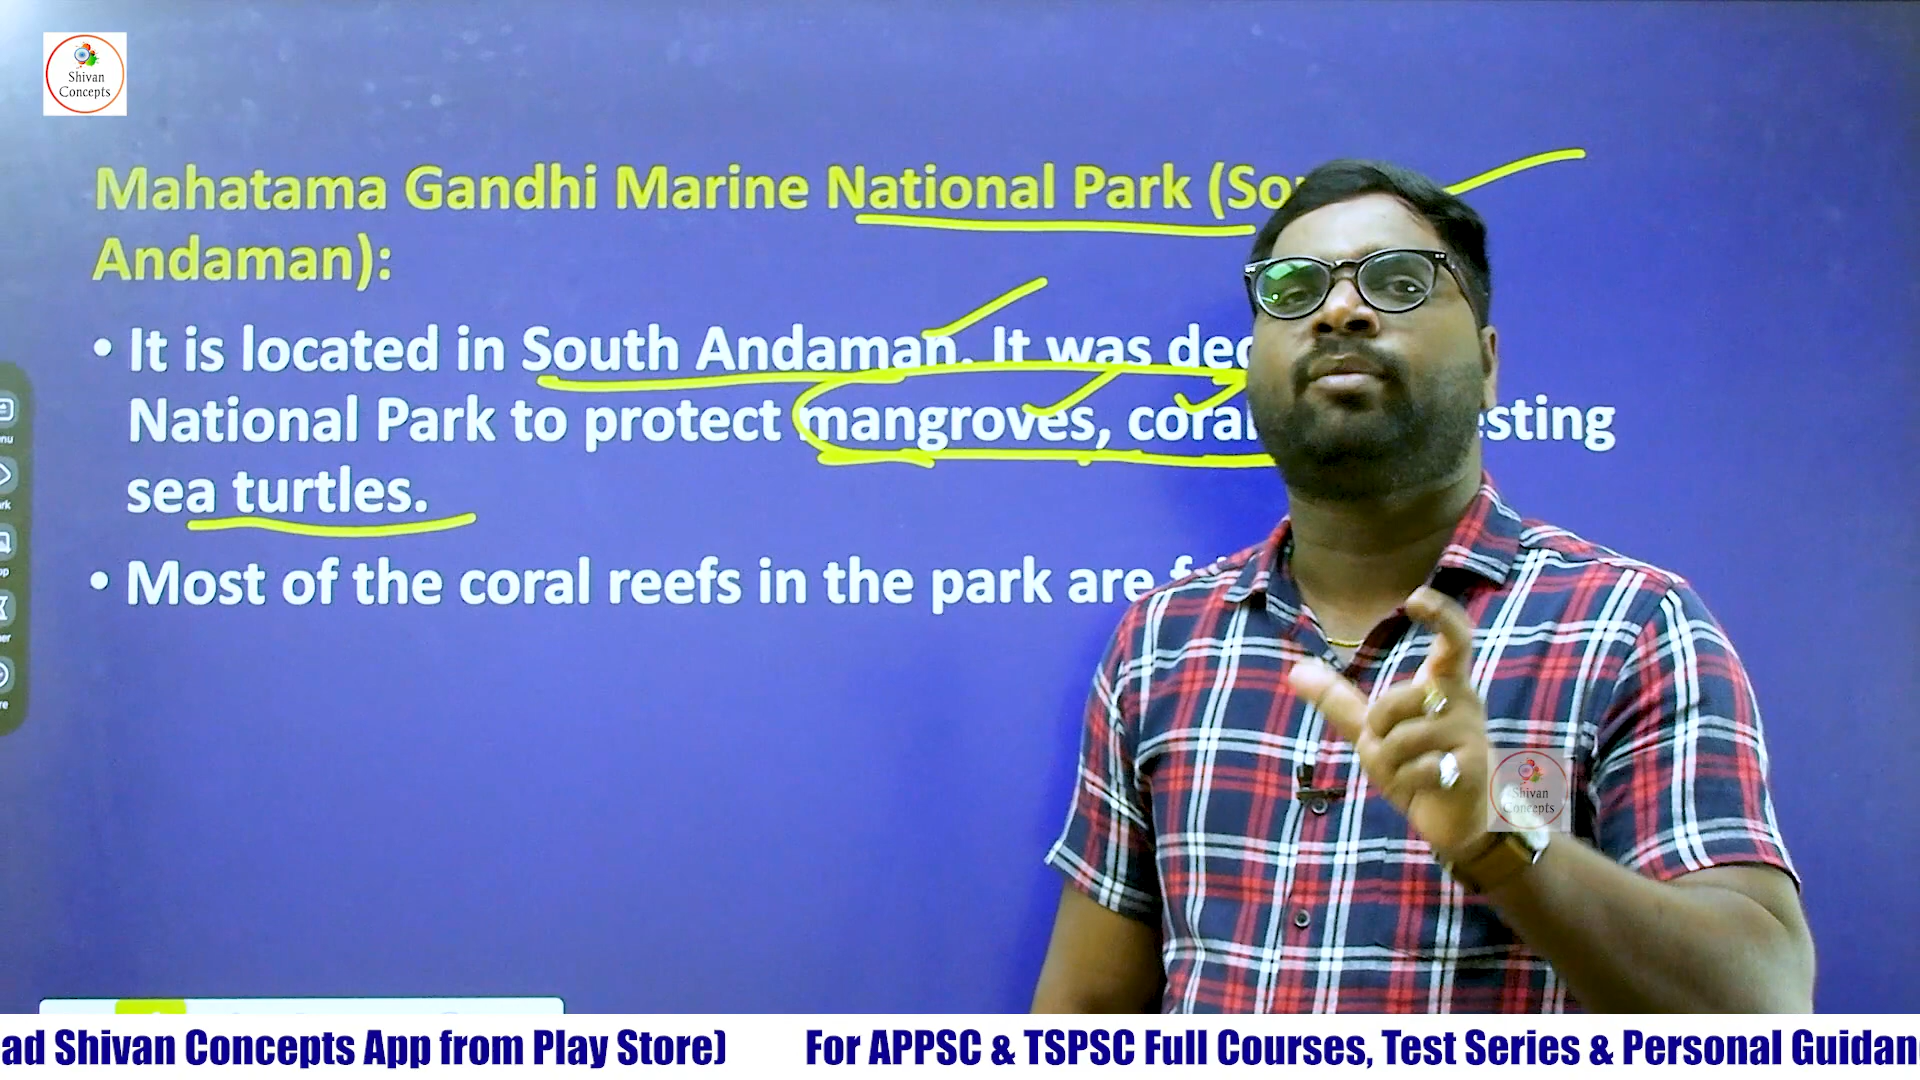 Shivan
Concepts
Mahatama Gandhi Marine National Park (Sou
Andaman):
• It is located in South Andaman. It was dec
National Park to protect mangroves, coral esting
sea turtles.
• Most of the coral reefs in the park are f
Shivan
Concepts
ad Shivan Concepts App from Play Store) For APPSC & TSPSC Full Courses, Test Series & Personal Guidan